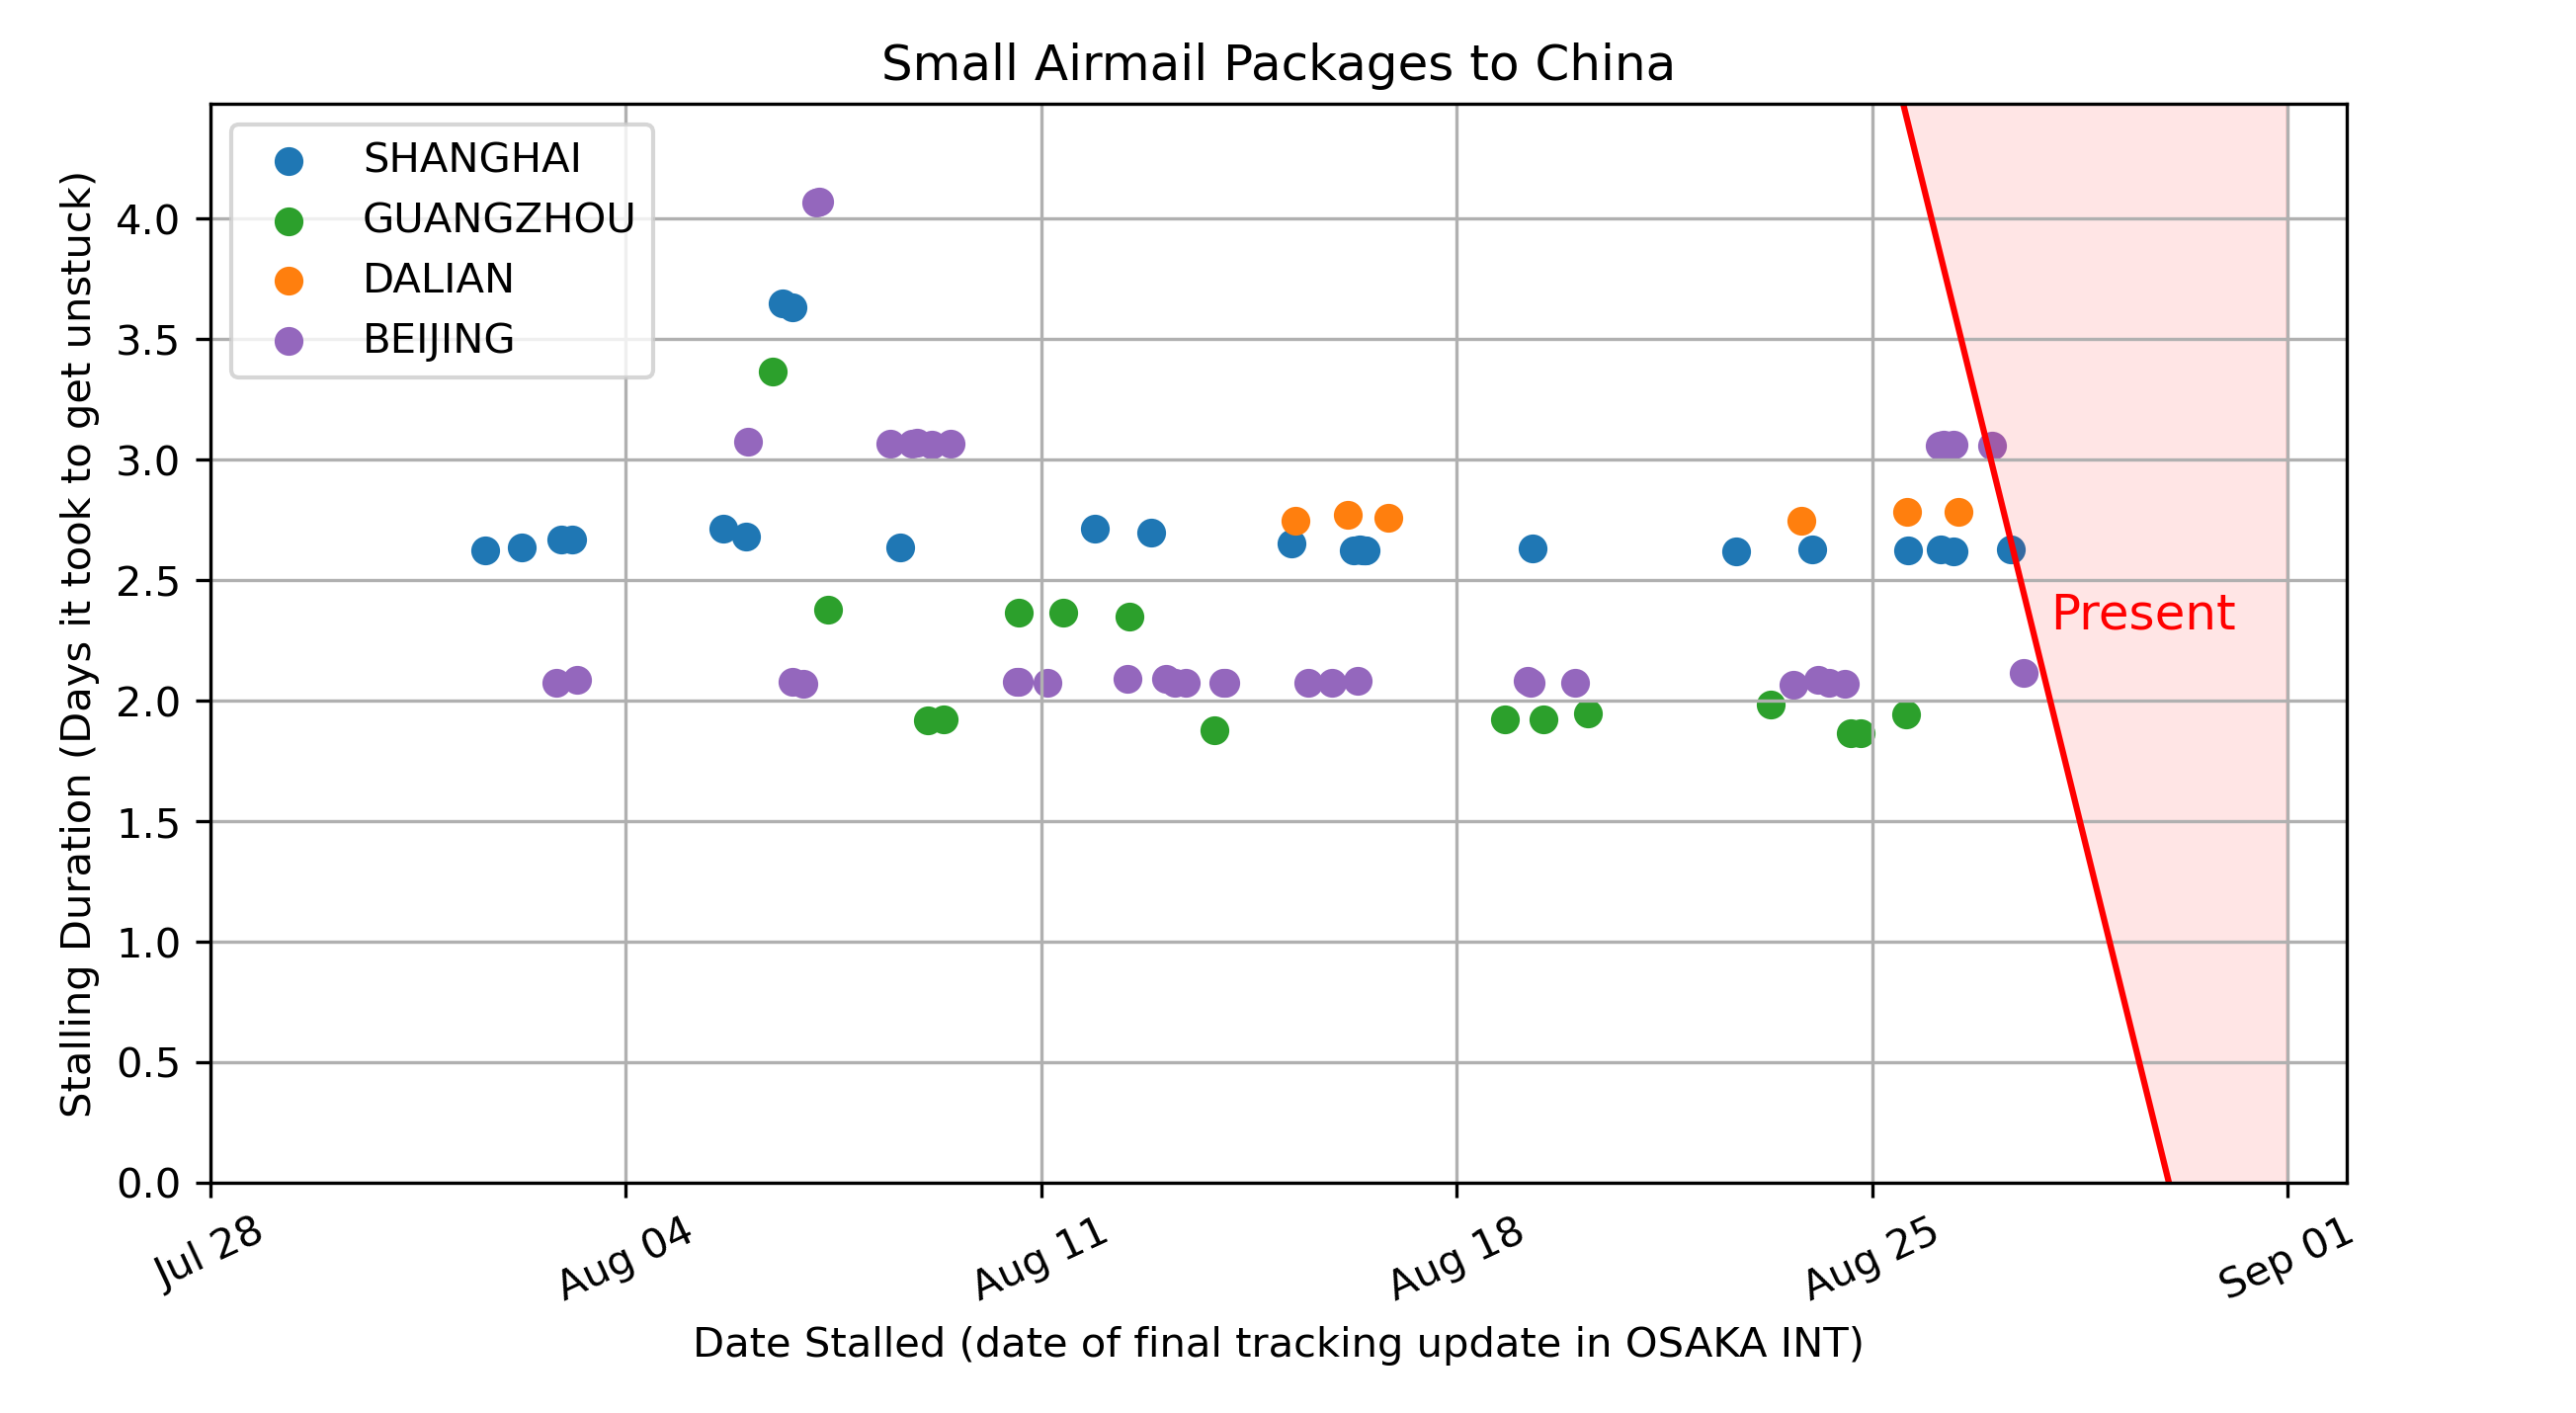 Small Airmail Packages to China
SHANGHAI
GUANGZHOU
DALIAN
BEIJING
Stalling Duration (Days it took to get unstuck)
4.0
3.5
3.0
2.5
2.0
1.5
1.0
0.5
0.0
Present
Jul 28
Aug 04
Aug 11
Aug 18
Aug 25
Sep 01
Date Stalled (date of final tracking update in OSAKA INT)